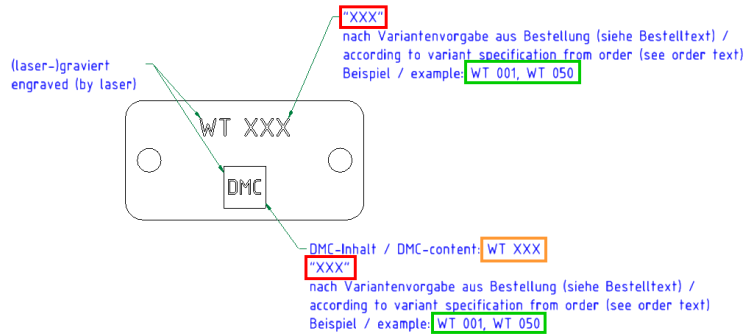 "XXX"
nach Variantenvorgabe aus Bestellung (siehe Bestelltext) /
according to variant specification from order (see order text)
Beispiel / example: WT 001, WT 050
(laser-)graviert
engraved (by laser)
WT XXX
DMC
DMC-Inhalt / DMC-content: WT XXX
"XXX"
nach Variantenvorgabe aus Bestellung (siehe Bestelltext) /
according to variant specification from order (see order text)
Beispiel / example: WT 001, WT 050